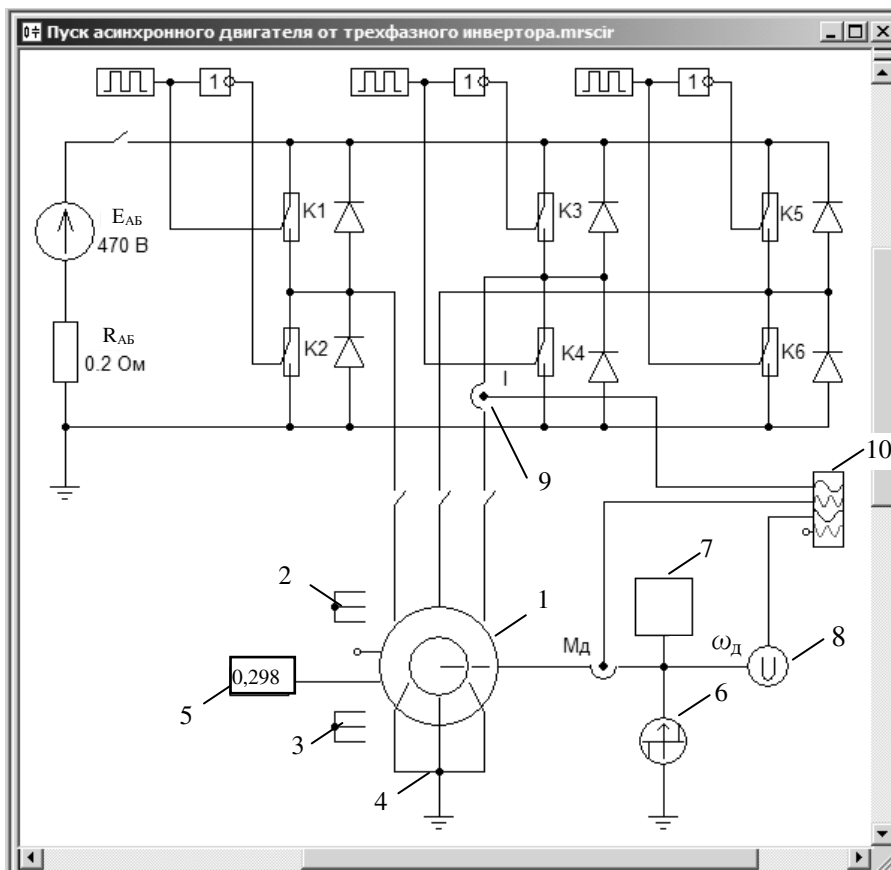 Пуск асинхронного двигателя от трехфазного инвертора.mrscir
1 1 1
EАБ
470 В
K1 K3 K5
RАБ
0.2 Ом
K2 K4 K6
I
9
10
2
7
1
Mд
ωд
8
U
0,298
5
6
3
4